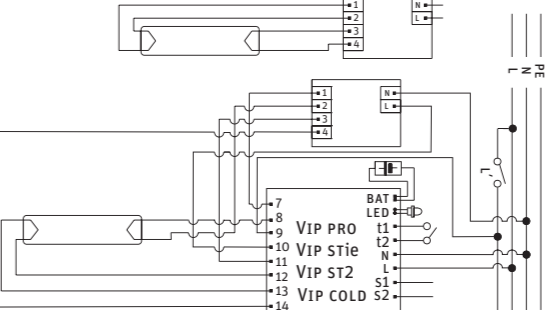 1 N
2 L
3
4
L N PE
1 N
2 L
3
4
L'
BAT
7 LED
8 t1
9 VIP PRO t2
10 VIP STie N
11 L
12 VIP ST2 S1
13 VIP COLD S2
14